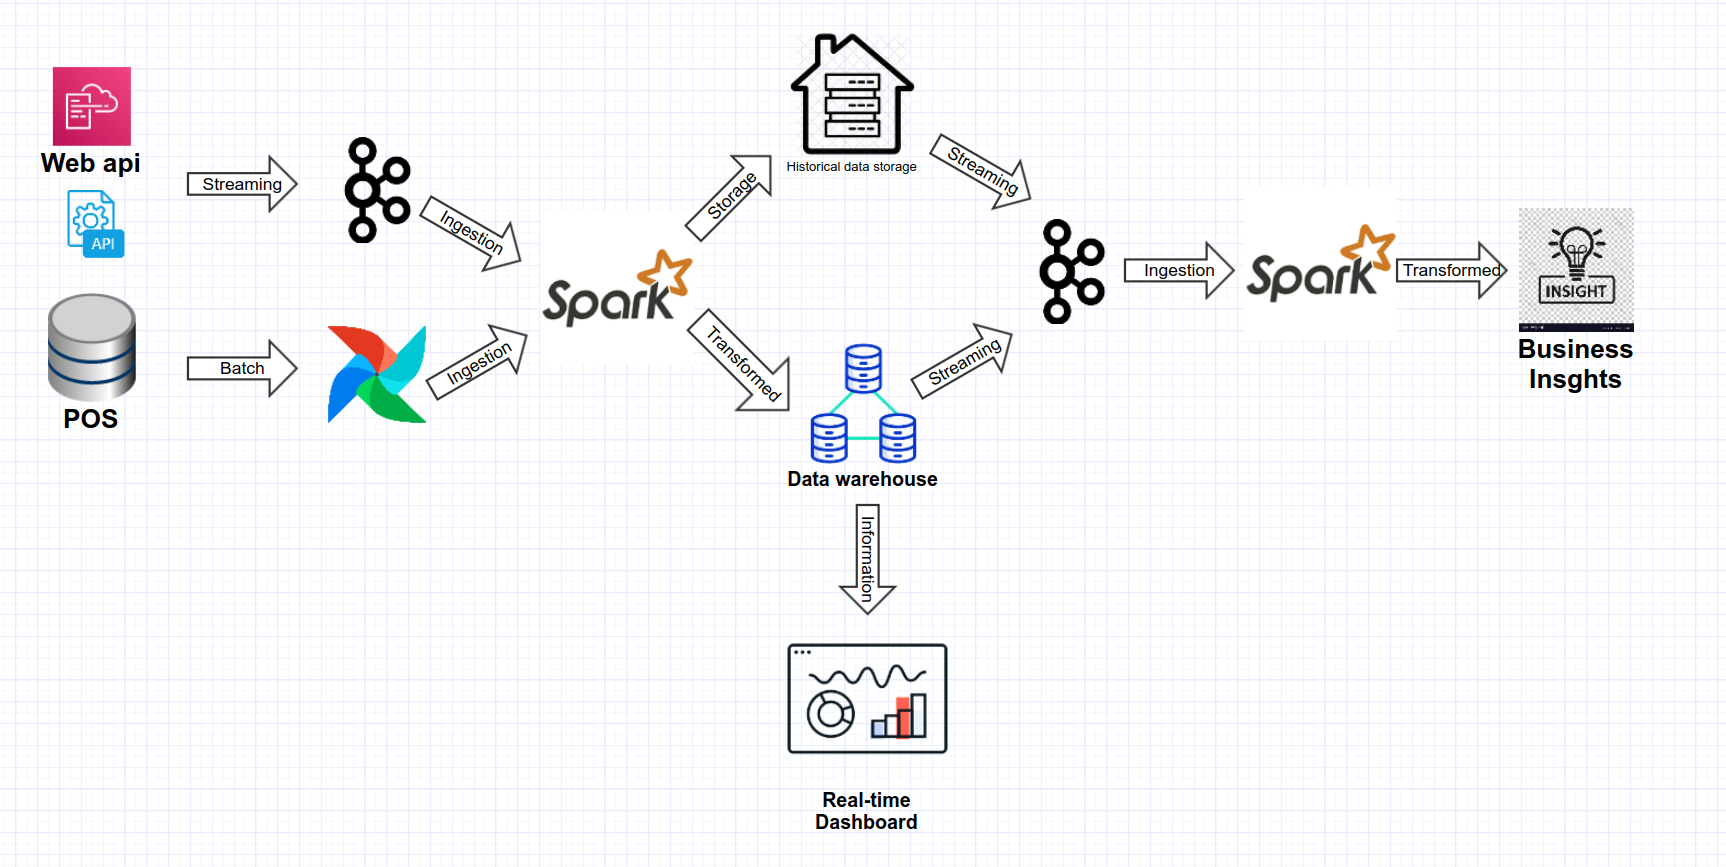 Web api
API
POS
Streaming
Batch
Ingestion
Ingestion
Spark
Storage
Transformed
Historical data storage
Data warehouse
Streaming
Streaming
Information
Real-time
Dashboard
Ingestion
Spark
Transformed
INSIGHT
Business
Insghts